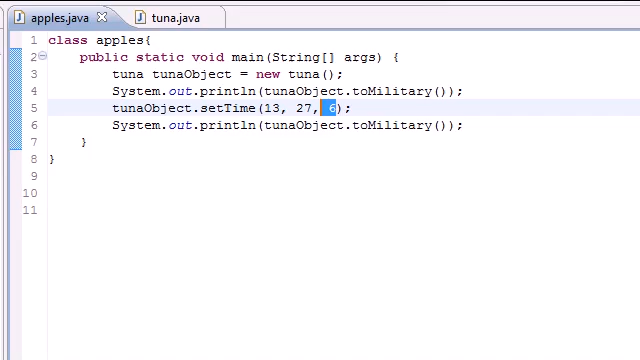 apples.java
tuna.java
1 class apples{
2 public static void main(String[] args) {
3 tuna tunaObject = new tuna();
4 System.out.println(tunaObject.toMilitary());
5 tunaObject.setTime(13, 27, 6);
6 System.out.println(tunaObject.toMilitary());
7 }
8 }
9
10
11